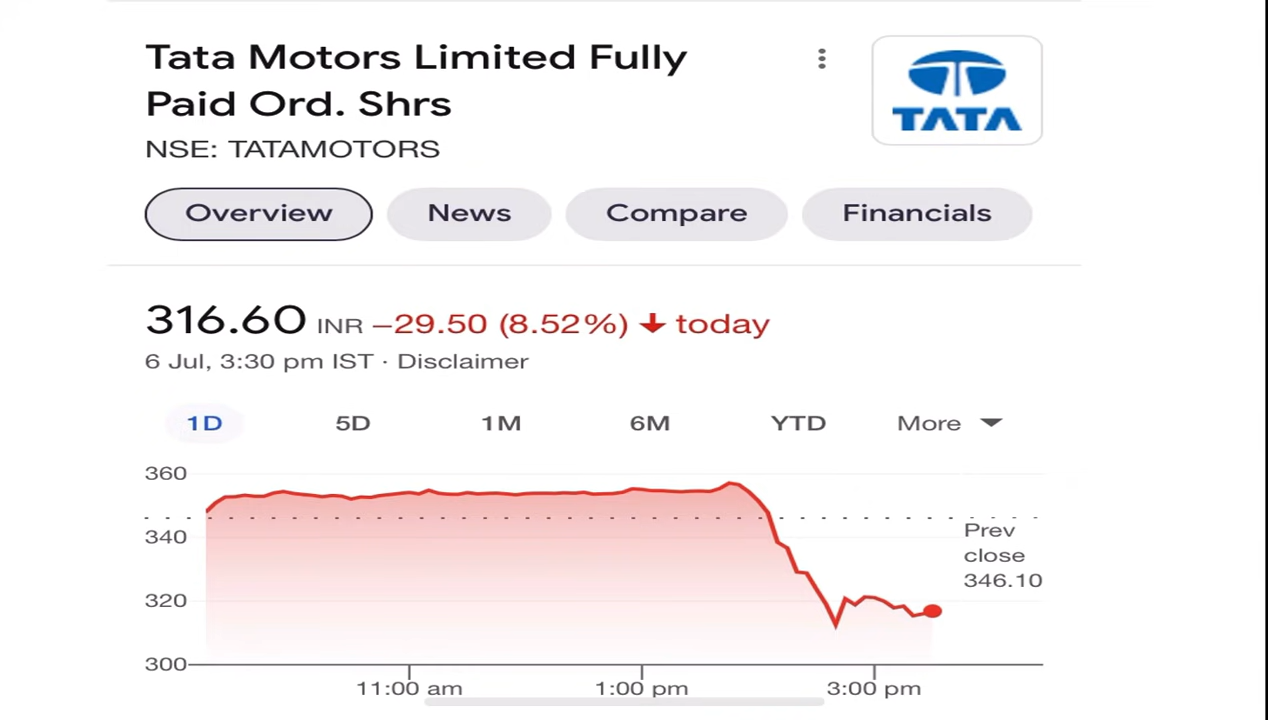 Tata Motors Limited Fully
Paid Ord. Shrs
TATA
NSE: TATAMOTORS
Overview News Compare Financials
316.60 INR −29.50 (8.52%) ↓ today
6 Jul, 3:30 pm IST · Disclaimer
1D 5D 1M 6M YTD More
360
340
320
300
Prev
close
346.10
11:00 am 1:00 pm 3:00 pm